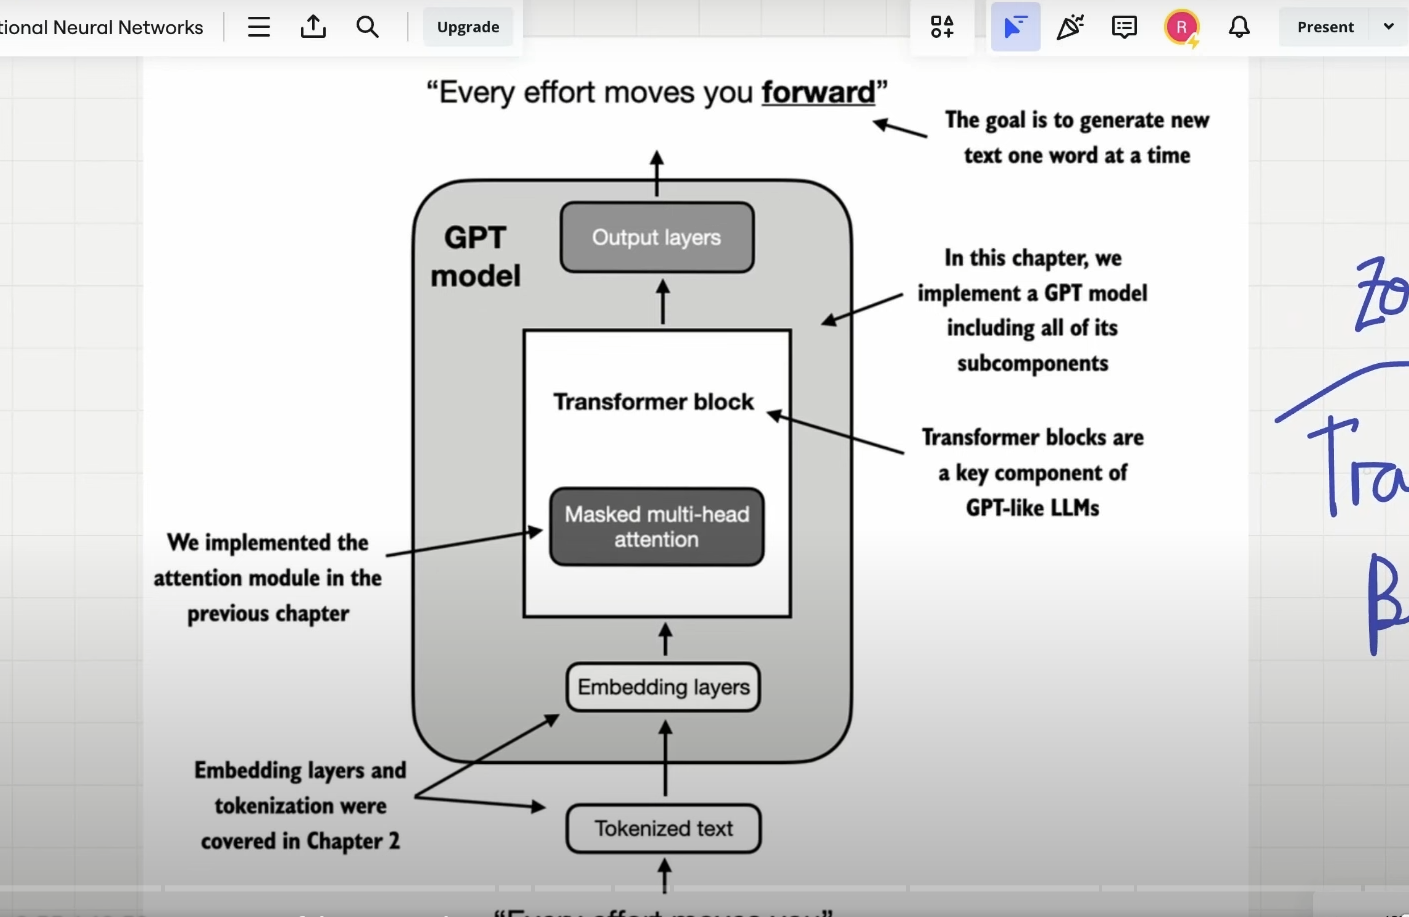 tional Neural Networks
Upgrade
R
Present
“Every effort moves you forward”
The goal is to generate new
text one word at a time
GPT
model
Output layers
In this chapter, we
implement a GPT model
including all of its
subcomponents
Transformer block
Transformer blocks are
a key component of
GPT-like LLMs
Masked multi-head
attention
We implemented the
attention module in the
previous chapter
Embedding layers
Embedding layers and
tokenization were
covered in Chapter 2
Tokenized text
“Every effort moves you”
Zo
Tra
B